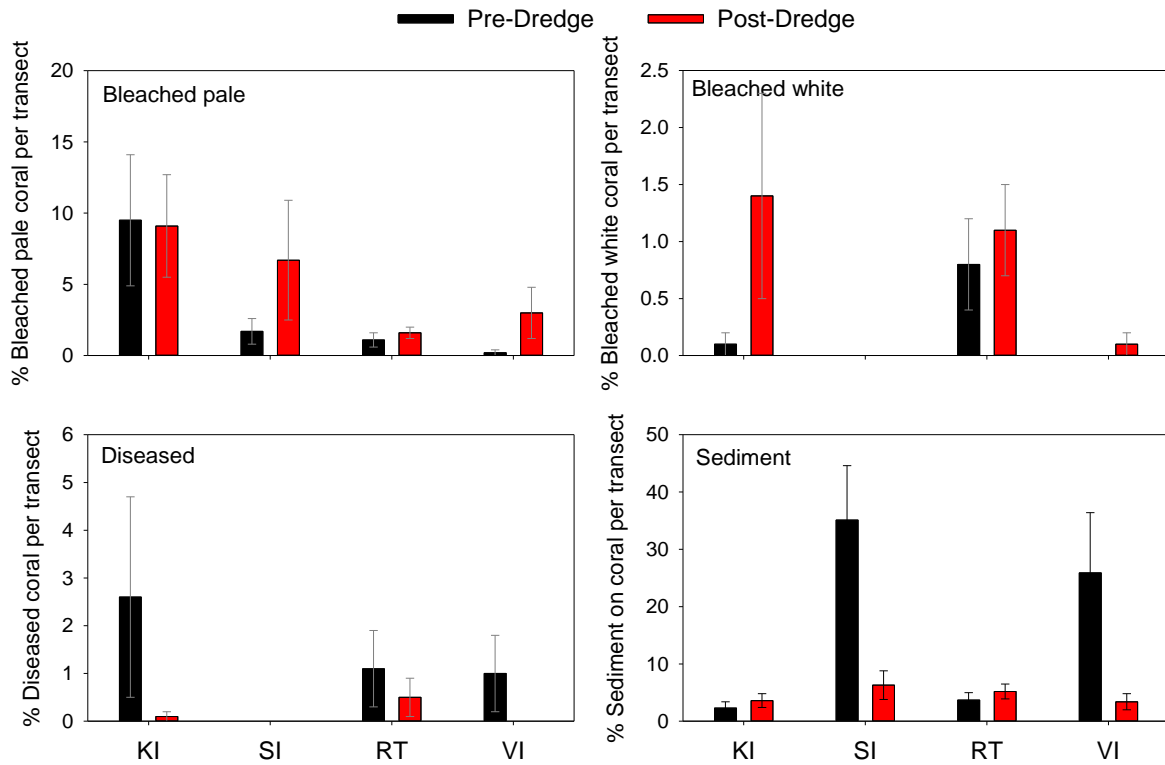 Pre-Dredge Post-Dredge
% Bleached pale coral per transect
20
15
10
5
0
Bleached pale
% Bleached white coral per transect
2.5
2.0
1.5
1.0
0.5
0.0
Bleached white
% Diseased coral per transect
6
5
4
3
2
1
0
Diseased
KI SI RT VI
% Sediment on coral per transect
50
40
30
20
10
0
Sediment
KI SI RT VI